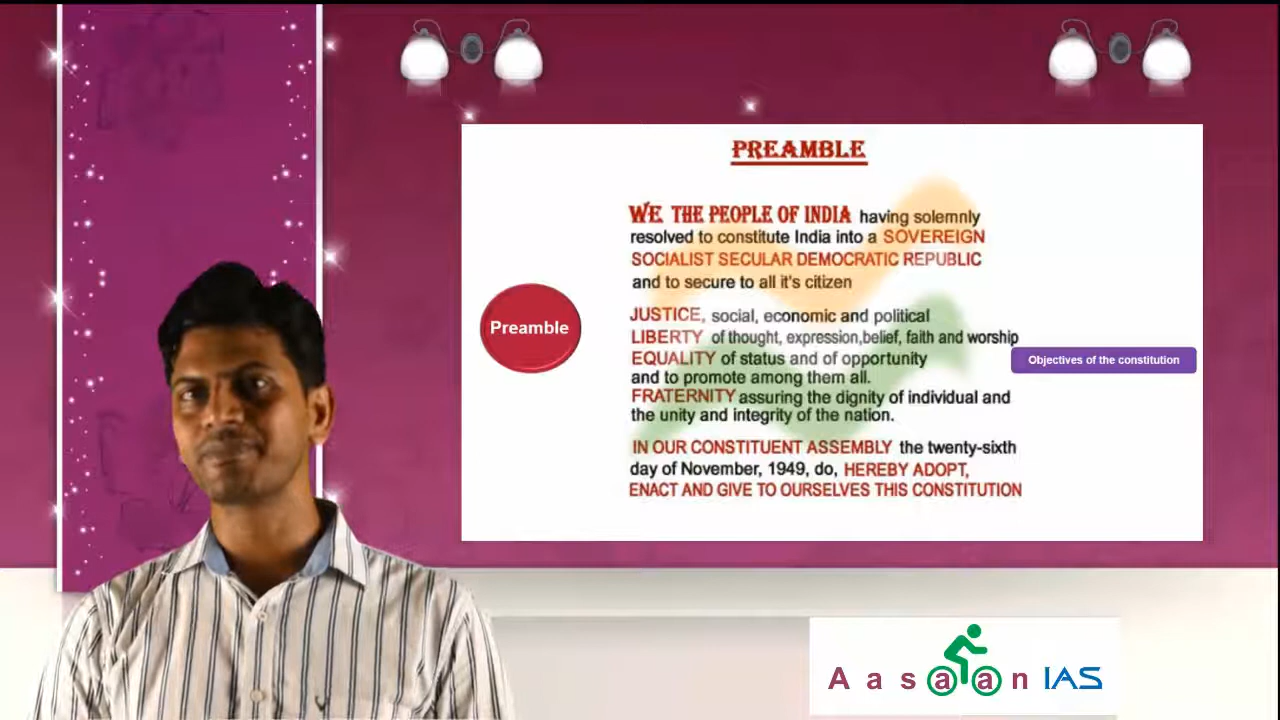 PREAMBLE
WE THE PEOPLE OF INDIA having solemnly
resolved to constitute India into a SOVEREIGN
SOCIALIST SECULAR DEMOCRATIC REPUBLIC
and to secure to all it's citizen
JUSTICE, social, economic and political
LIBERTY of thought, expression,belief, faith and worship
EQUALITY of status and of opportunity
and to promote among them all.
FRATERNITY assuring the dignity of individual and
the unity and integrity of the nation.
IN OUR CONSTITUENT ASSEMBLY the twenty-sixth
day of November, 1949, do, HEREBY ADOPT,
ENACT AND GIVE TO OURSELVES THIS CONSTITUTION
Preamble
Objectives of the constitution
Aasaan IAS